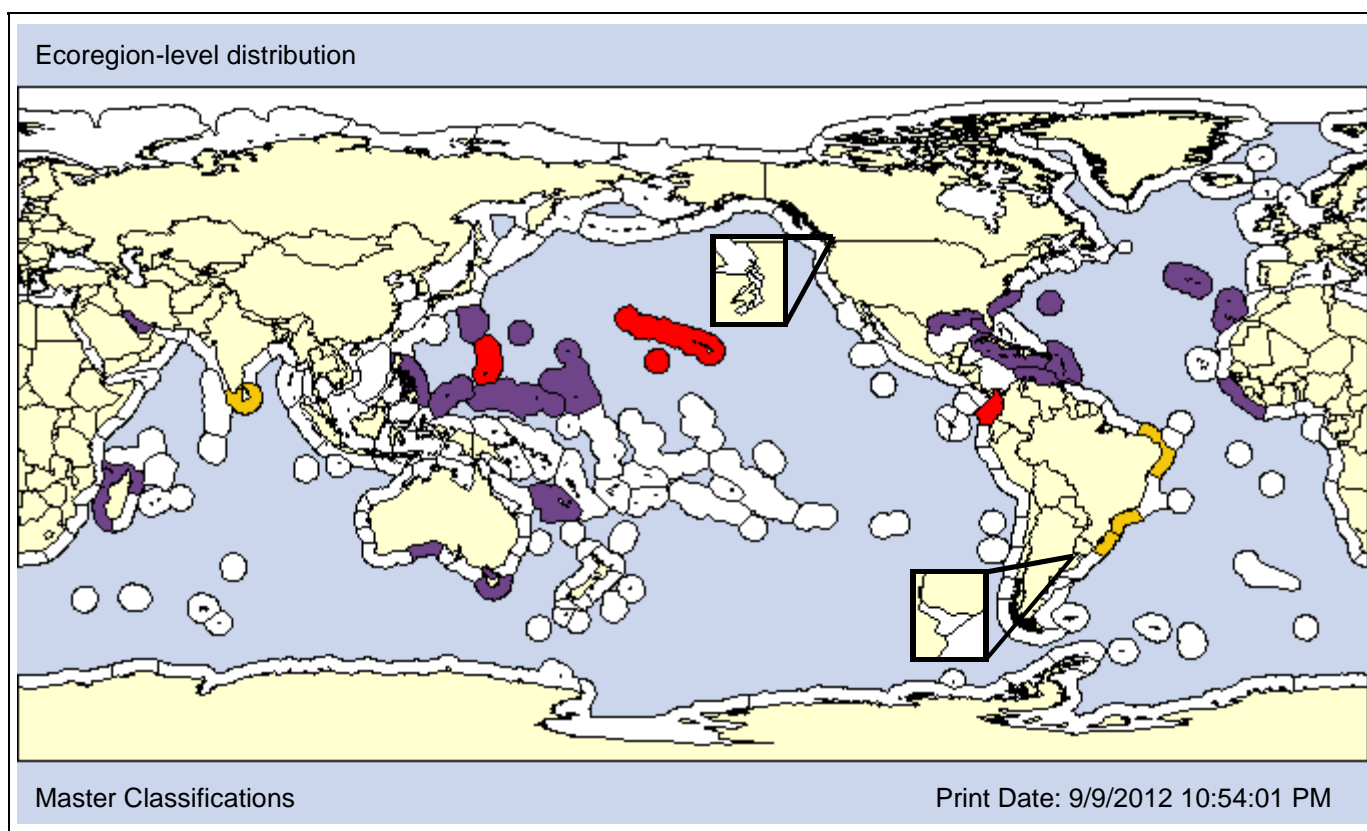 Ecoregion-level distribution
Master Classifications
Print Date: 9/9/2012 10:54:01 PM